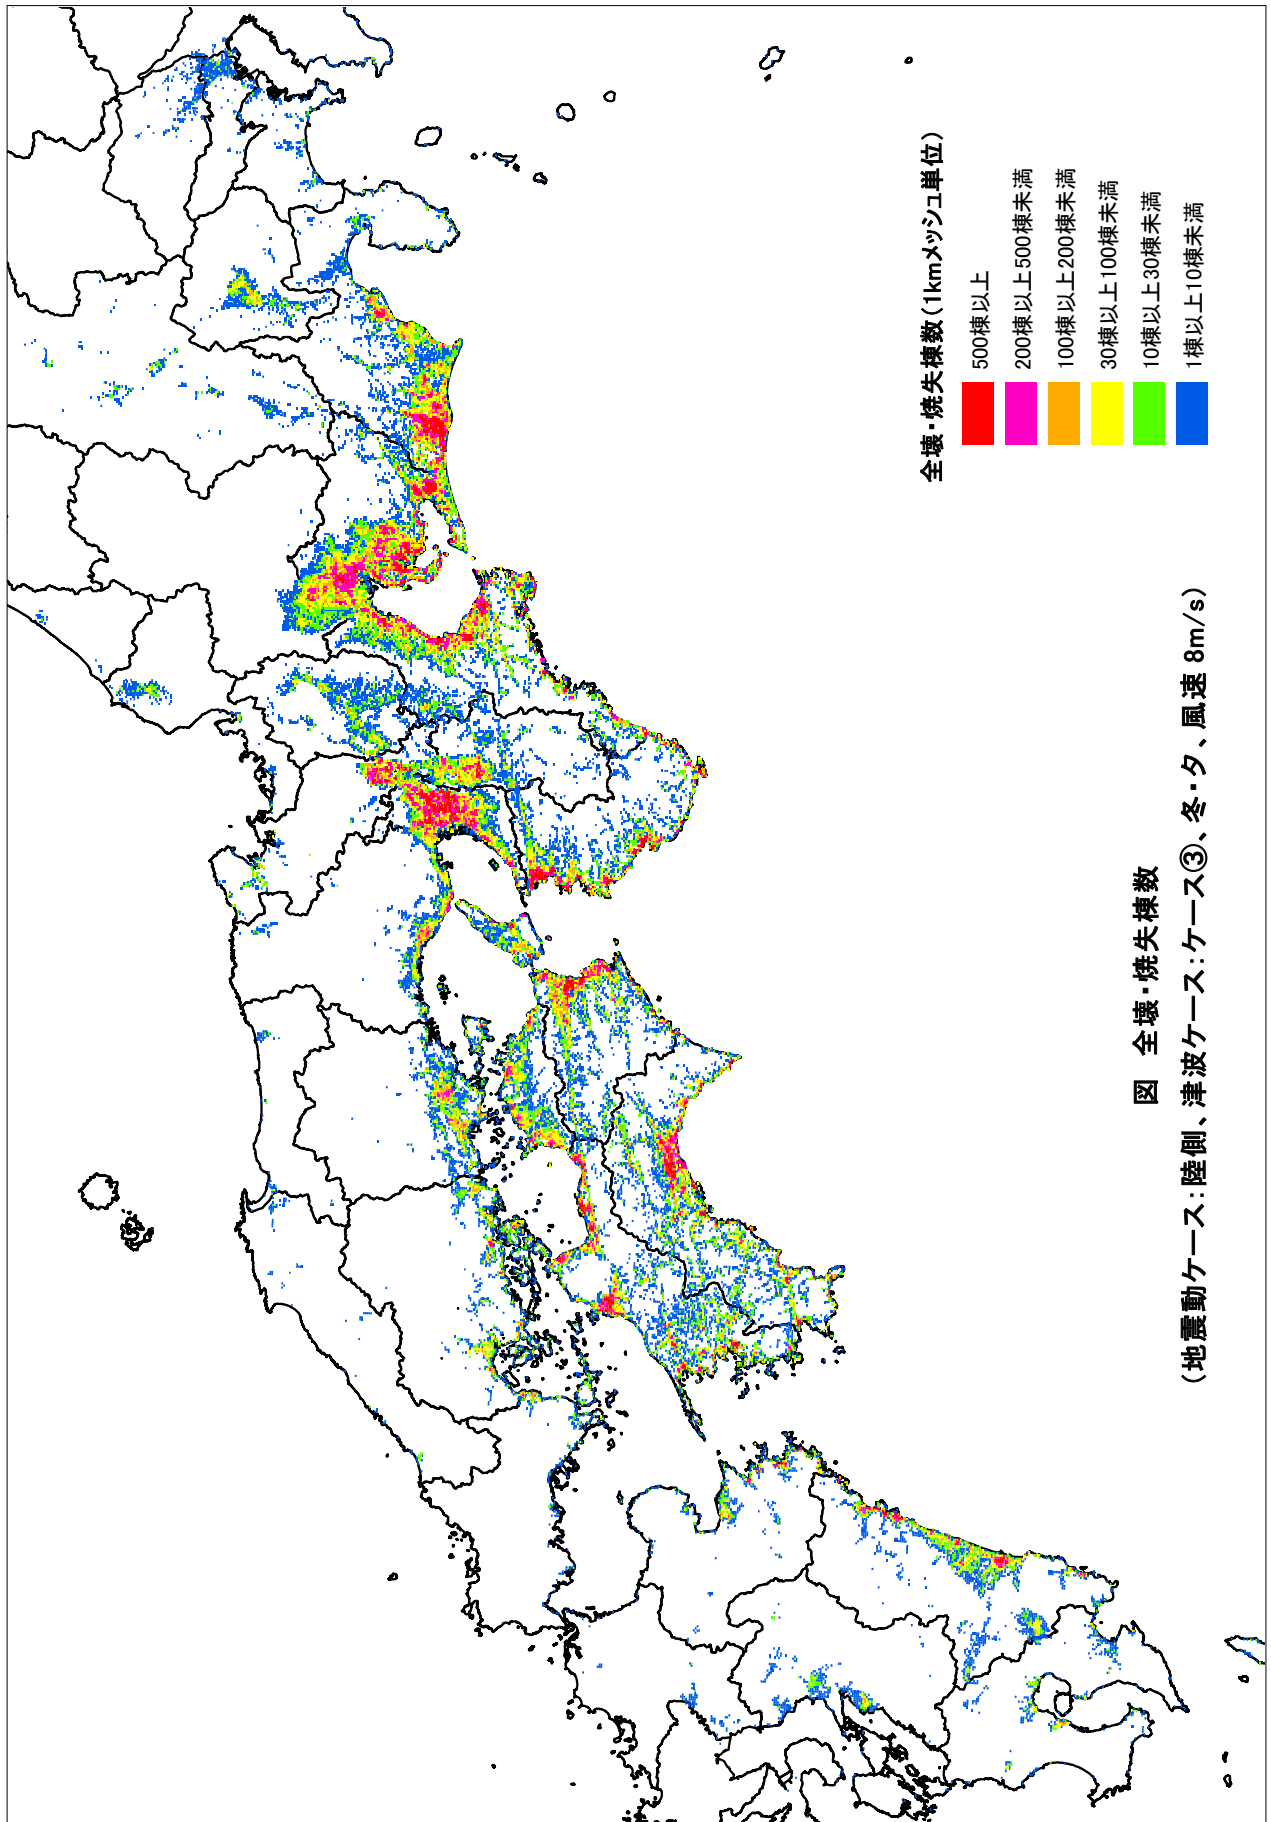 全壊・焼失棟数(1kmメッシュ単位)
500棟以上
200棟以上500棟未満
100棟以上200棟未満
30棟以上100棟未満
10棟以上30棟未満
1棟以上10棟未満
図 全壊・焼失棟数
(地震動ケース:陸側、津波ケース:ケース③、冬・夕、風速 8m/s)